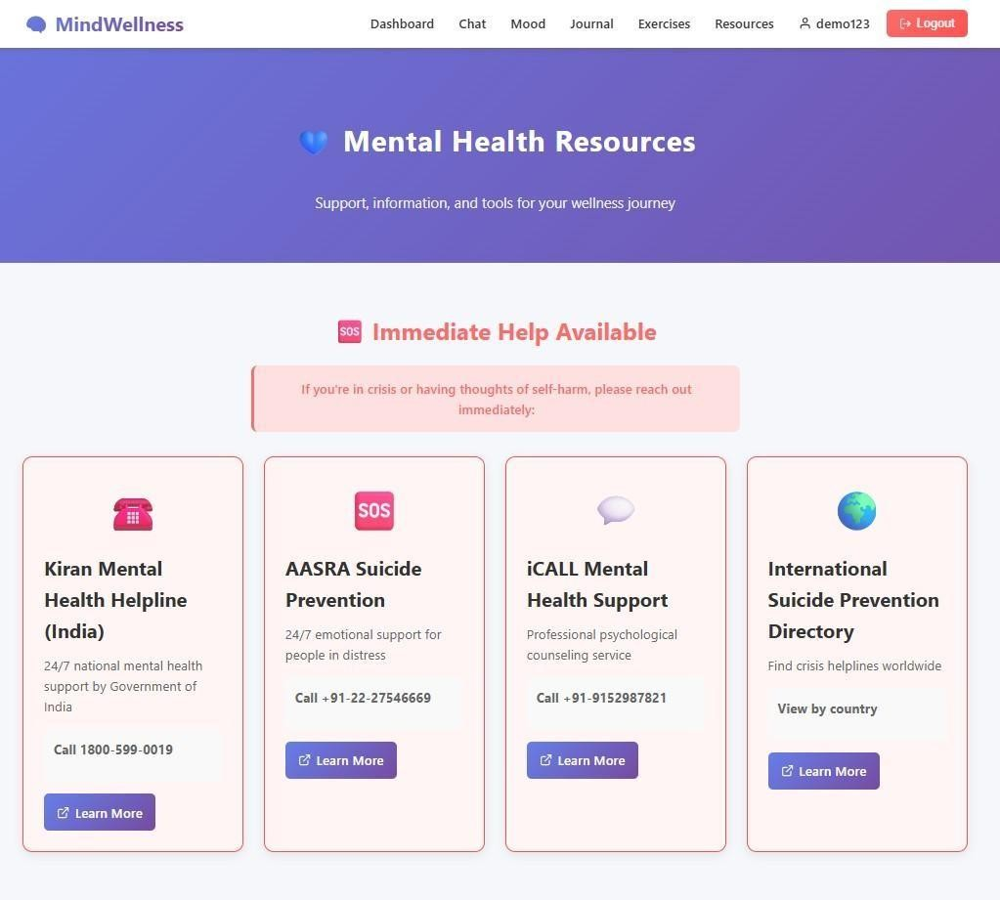 MindWellness
Dashboard Chat Mood Journal Exercises Resources demo123 Logout
Mental Health Resources
Support, information, and tools for your wellness journey
SOS Immediate Help Available
If you're in crisis or having thoughts of self-harm, please reach out
immediately:
Kiran Mental
Health Helpline
(India)
24/7 national mental health
support by Government of
India
Call 1800-599-0019
Learn More
SOS
AASRA Suicide
Prevention
24/7 emotional support for
people in distress
Call +91-22-27546669
Learn More
iCALL Mental
Health Support
Professional psychological
counseling service
Call +91-9152987821
Learn More
International
Suicide Prevention
Directory
Find crisis helplines worldwide
View by country
Learn More